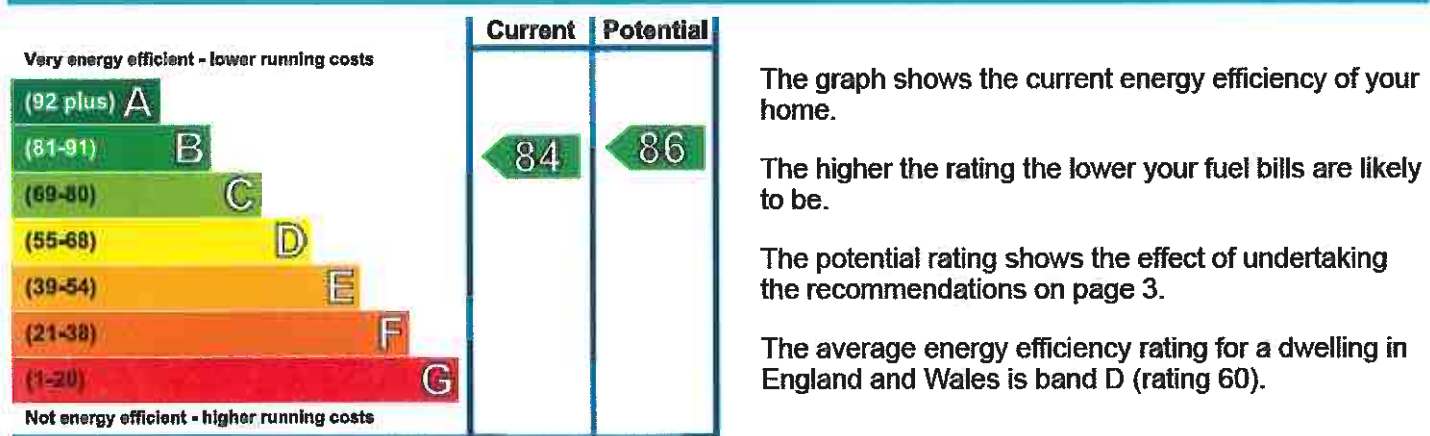 Current Potential
Very energy efficient - lower running costs
(92 plus) A
(81-91) B
(69-80) C
(55-68) D
(39-54) E
(21-38) F
(1-20) G
84
86
Not energy efficient - higher running costs
The graph shows the current energy efficiency of your
home.
The higher the rating the lower your fuel bills are likely
to be.
The potential rating shows the effect of undertaking
the recommendations on page 3.
The average energy efficiency rating for a dwelling in
England and Wales is band D (rating 60).